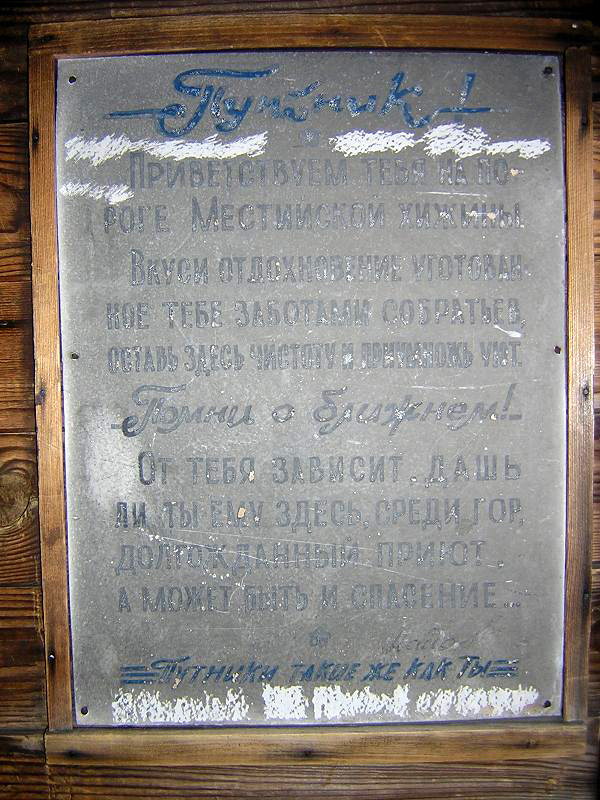 Путник!
Приветствуем тебя на по-
роге Местийской хижины.
Вкуси отдохновение уготован-
ное тебе заботами собратьев,
оставь здесь чистоту и приумножь уют.
Помни о ближнем!
От тебя зависит, дашь
ли ты ему здесь, среди гор,
долгожданный приют,
а может быть и спасение...
Путники такие же как Ты